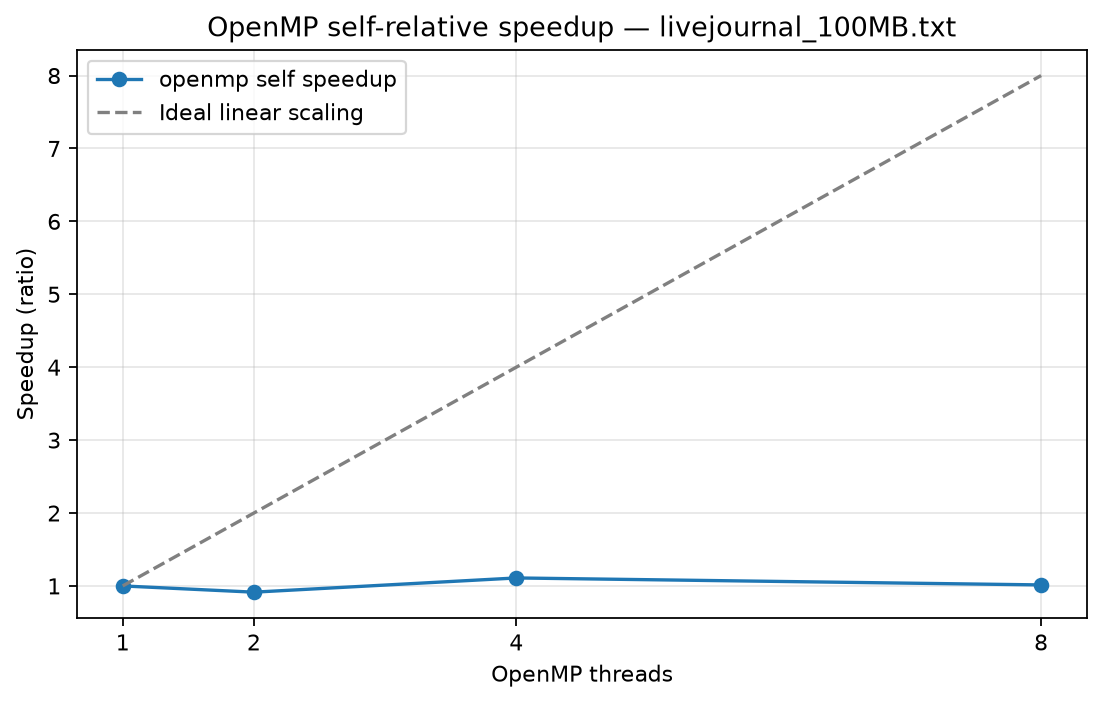 OpenMP self-relative speedup — livejournal_100MB.txt
openmp self speedup
Ideal linear scaling
Speedup (ratio)
8
7
6
5
4
3
2
1
1 2 4 8
OpenMP threads